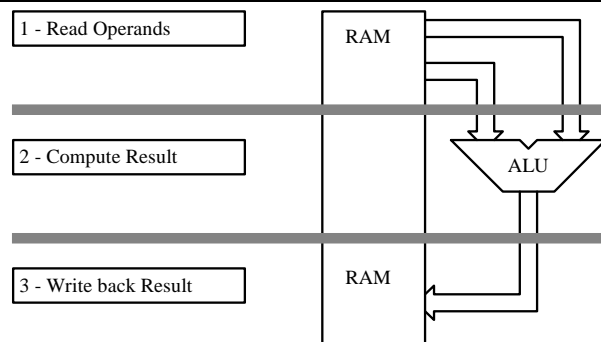 1 - Read Operands
RAM
2 - Compute Result
ALU
3 - Write back Result
RAM